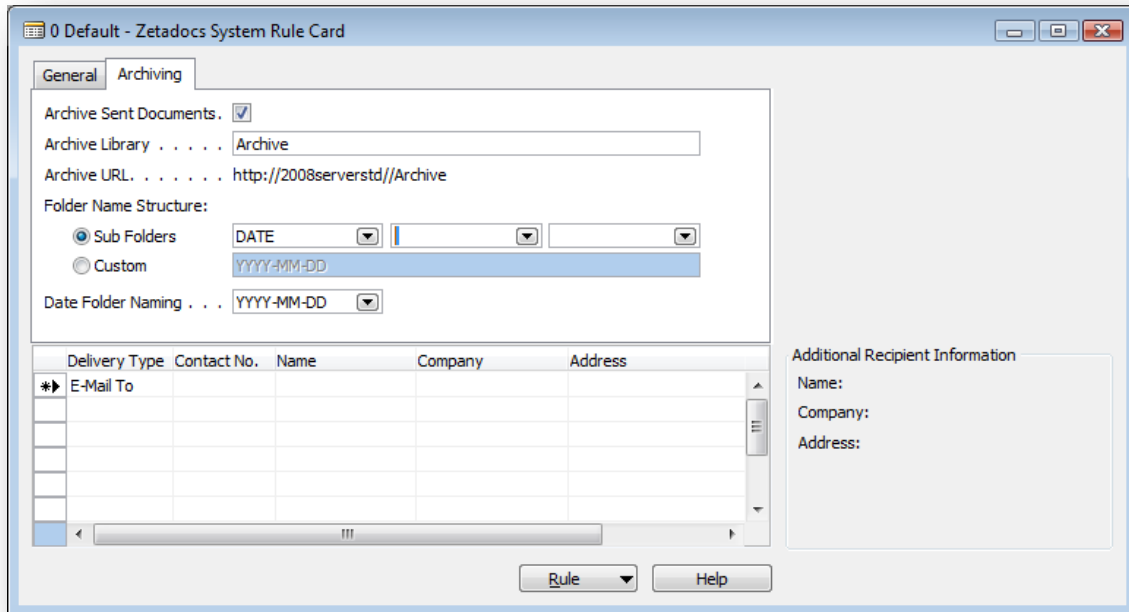 0 Default - Zetadocs System Rule Card
General Archiving
Archive Sent Documents.
Archive Library . . . . . Archive
Archive URL. . . . . . . http://2008serverstd//Archive
Folder Name Structure:
Sub Folders DATE
Custom YYYY-MM-DD
Date Folder Naming . . . YYYY-MM-DD
Delivery Type Contact No. Name Company Address
E-Mail To
Additional Recipient Information
Name:
Company:
Address:
Rule Help